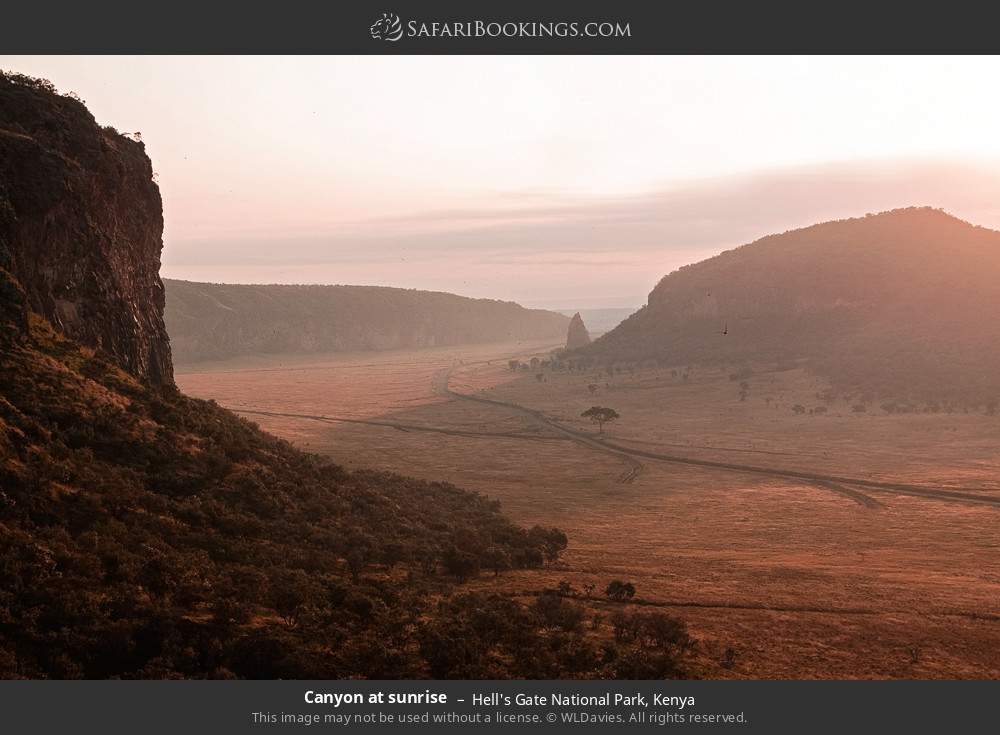 SafariBookings.com
Canyon at sunrise – Hell's Gate National Park, Kenya
This image may not be used without a license. © WLDavies. All rights reserved.